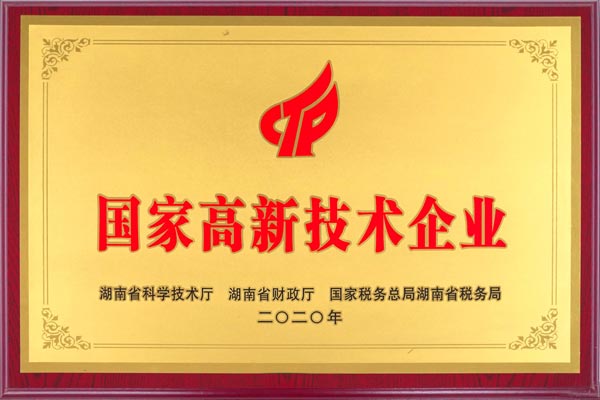 国家高新技术企业
湖南省科学技术厅 湖南省财政厅 国家税务总局湖南省税务局
二〇二〇年